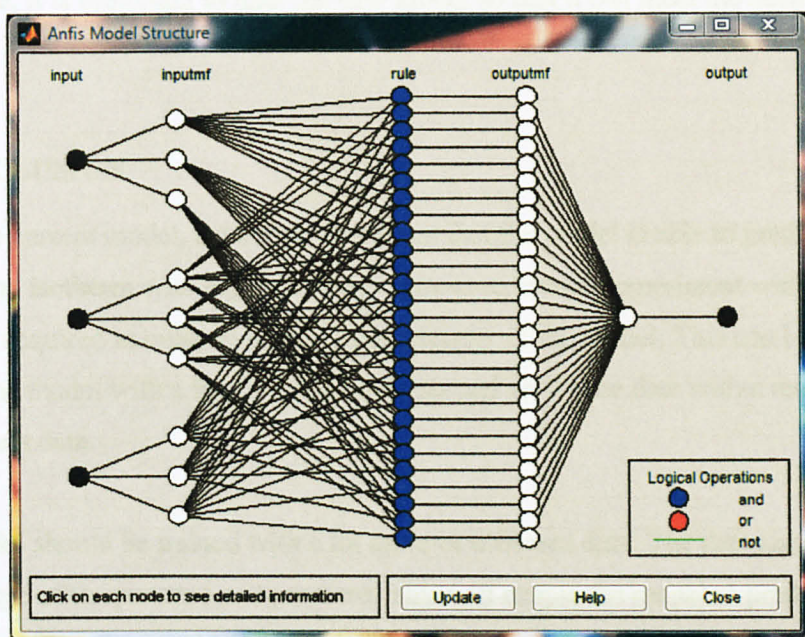 Anfis Model Structure
input inputmf rule outputmf output
Logical Operations
and
or
not
Click on each node to see detailed information
Update Help Close